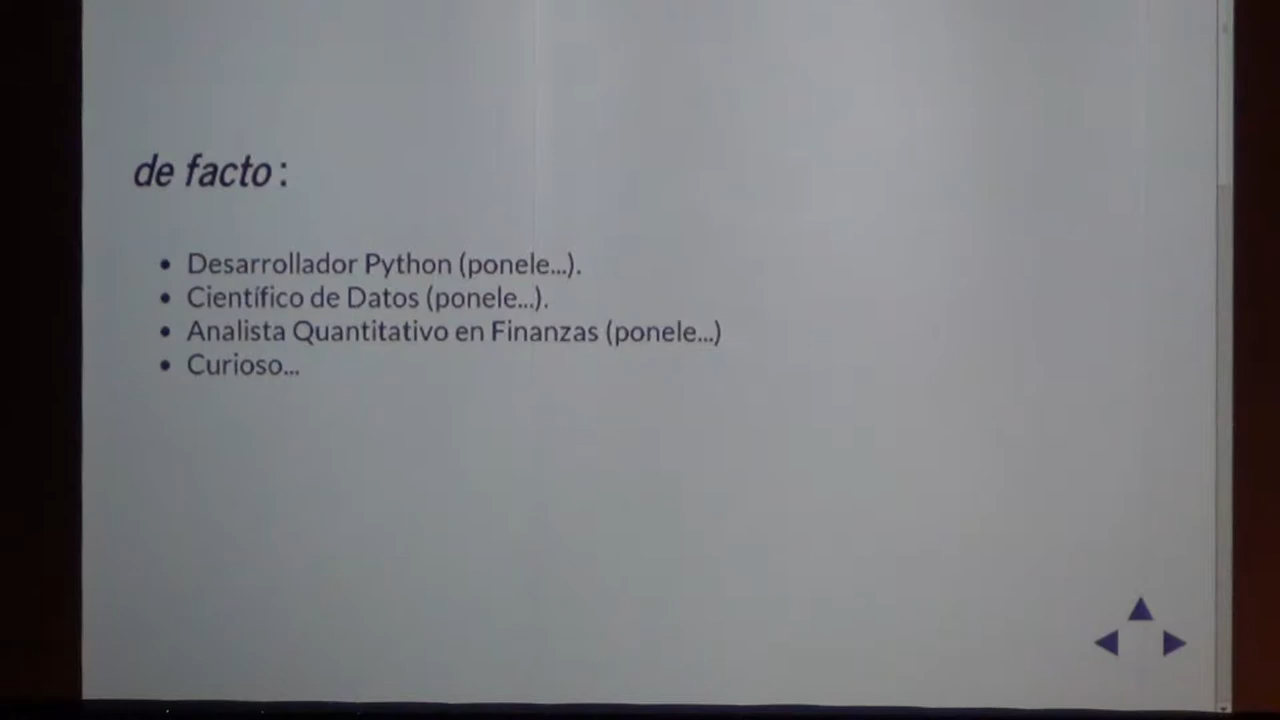 de facto:
Desarrollador Python (ponele...).
Científico de Datos (ponele...).
Analista Quantitativo en Finanzas (ponele...)
Curioso...